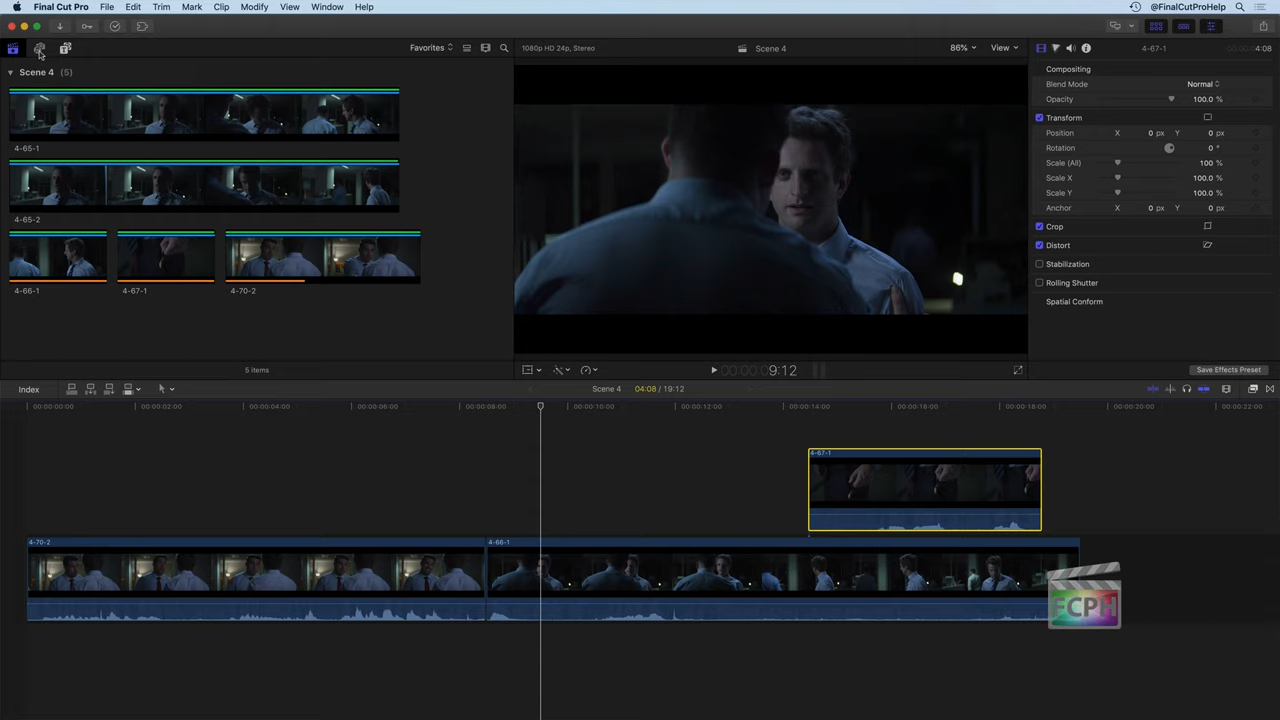 Final Cut Pro File Edit Trim Mark Clip Modify View Window Help @FinalCutProHelp
Favorites 1080p HD 24p, Stereo Scene 4 86% View 4-67-1 4:08
Scene 4 (5)
4-65-1
4-65-2
4-66-1 4-67-1 4-70-2
5 items
9:12
Compositing
Blend Mode Normal
Opacity 100.0 %
Transform
Position X 0 px Y 0 px
Rotation 0 °
Scale (All) 100 %
Scale X 100.0 %
Scale Y 100.0 %
Anchor X 0 px Y 0 px
Crop
Distort
Stabilization
Rolling Shutter
Spatial Conform
Save Effects Preset
Index Scene 4 04:08 / 19:12
00:00:00:00 00:00:02:00 00:00:04:00 00:00:06:00 00:00:08:00 00:00:10:00 00:00:12:00 00:00:14:00 00:00:16:00 00:00:18:00 00:00:20:00 00:00:22:00
4-67-1
4-70-2 4-66-1
FCPH